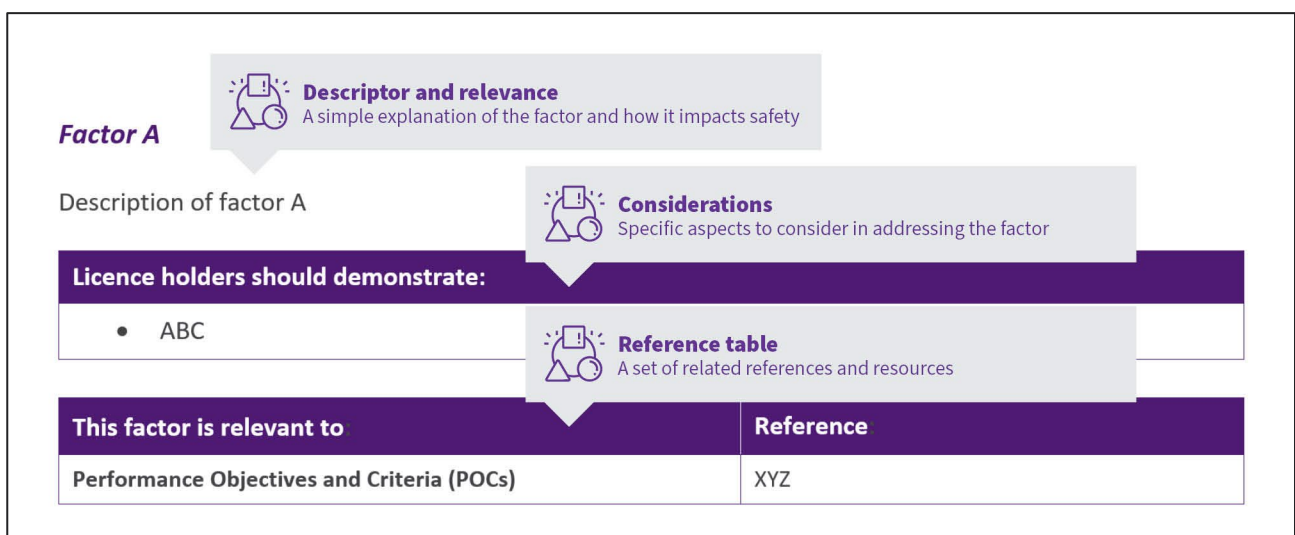 Descriptor and relevance
A simple explanation of the factor and how it impacts safety
Factor A
Description of factor A
Considerations
Specific aspects to consider in addressing the factor
Licence holders should demonstrate:
• ABC
Reference table
A set of related references and resources
This factor is relevant to: Reference:
Performance Objectives and Criteria (POCs) XYZ